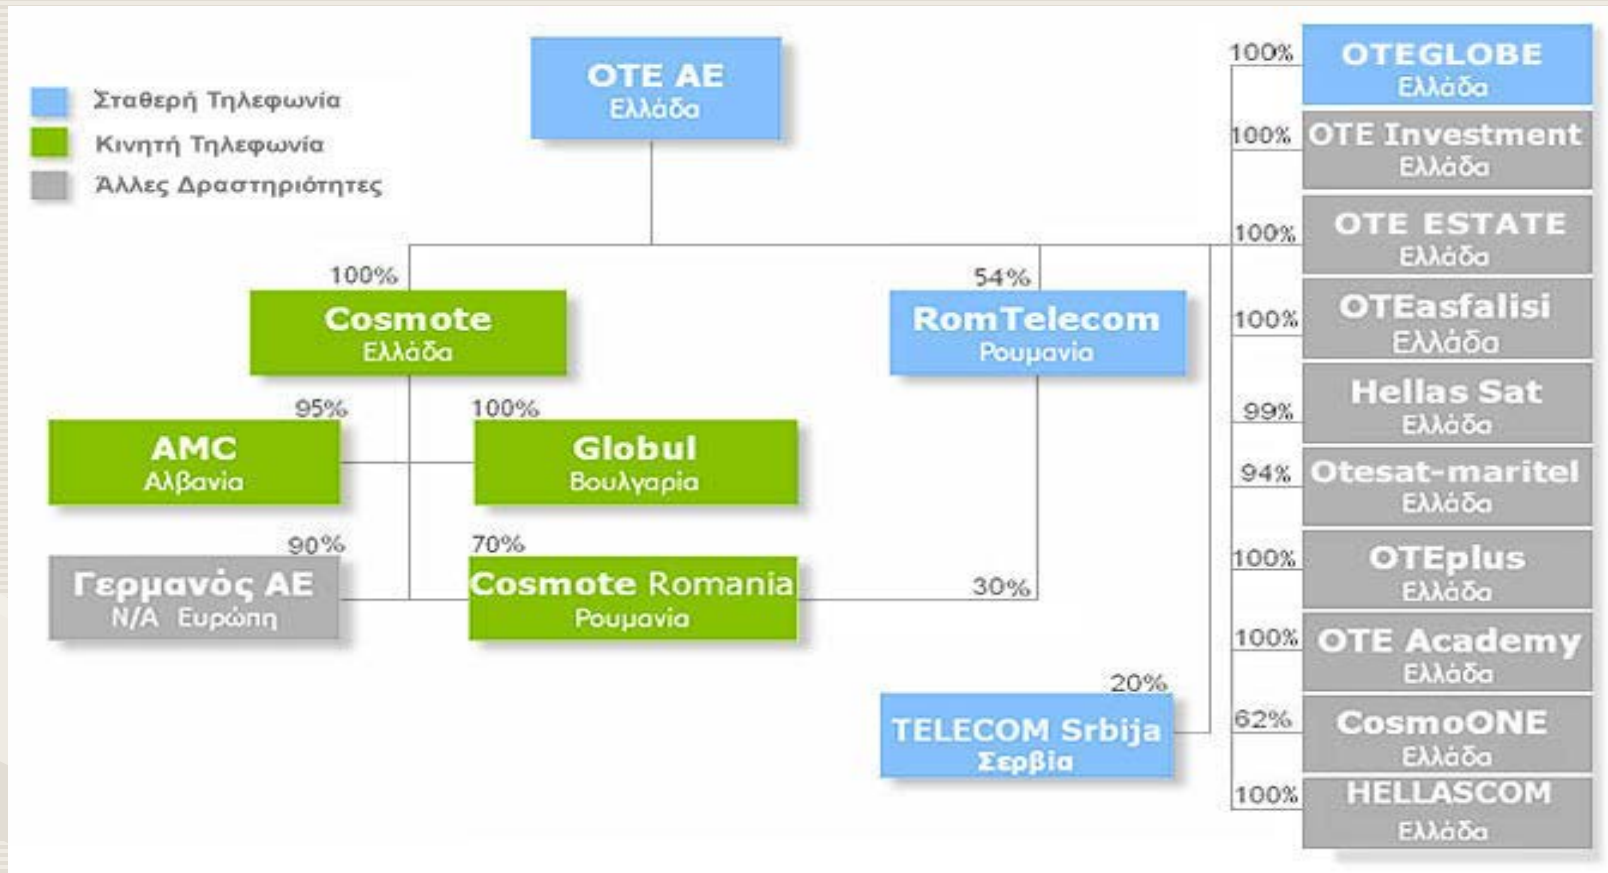 OTE AE
Ελλάδα
Σταθερή Τηλεφωνία
Κινητή Τηλεφωνία
Άλλες Δραστηριότητες
100%
Cosmote
Ελλάδα
54%
RomTelecom
Ρουμανία
95%
AMC
Αλβανία
100%
Globul
Βουλγαρία
90%
Γερμανός ΑΕ
Ν/Α Ευρώπη
70%
Cosmote Romania
Ρουμανία
30%
20%
TELECOM Srbija
Σερβία
100%
OTEGLOBE
Ελλάδα
100%
OTE Investment
Ελλάδα
100%
OTE ESTATE
Ελλάδα
100%
OTEasfalisi
Ελλάδα
99%
Hellas Sat
Ελλάδα
94%
Otesat-maritel
Ελλάδα
100%
OTEplus
Ελλάδα
100%
OTE Academy
Ελλάδα
62%
CosmoONE
Ελλάδα
100%
HELLASCOM
Ελλάδα